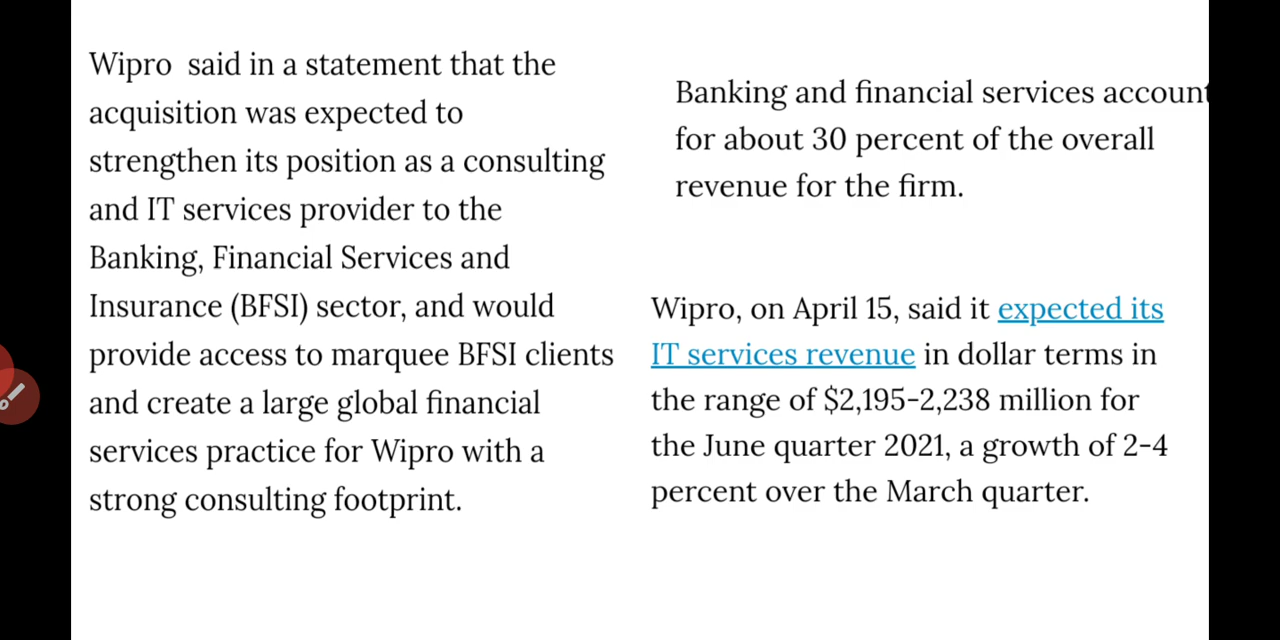 Wipro said in a statement that the
acquisition was expected to
strengthen its position as a consulting
and IT services provider to the
Banking, Financial Services and
Insurance (BFSI) sector, and would
provide access to marquee BFSI clients
and create a large global financial
services practice for Wipro with a
strong consulting footprint.
Banking and financial services account
for about 30 percent of the overall
revenue for the firm.
Wipro, on April 15, said it expected its
IT services revenue in dollar terms in
the range of $2,195-2,238 million for
the June quarter 2021, a growth of 2-4
percent over the March quarter.